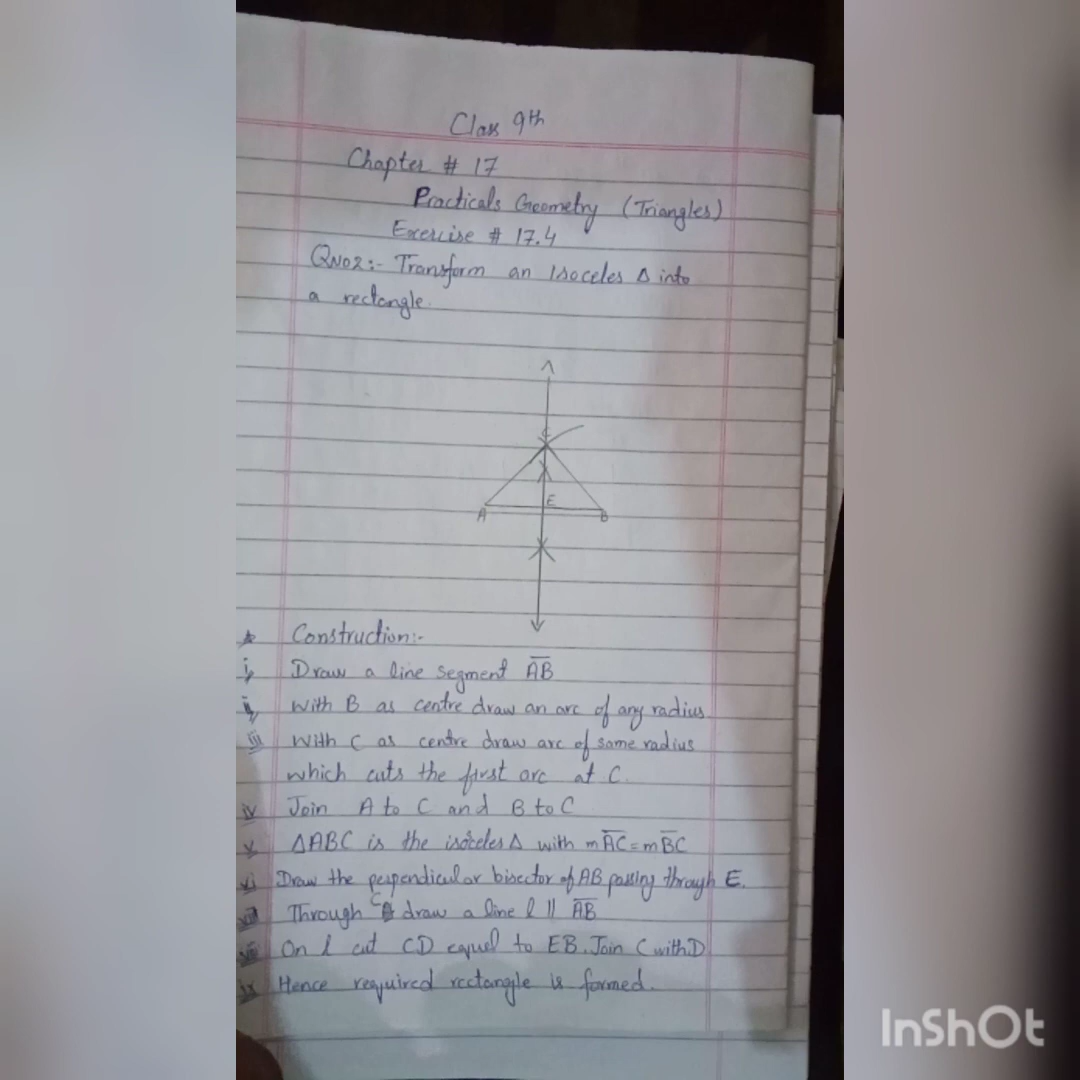 Class 9th
Chapter # 17
Practicals Geometry (Triangles)
Exercise # 17.4
QNO2:- Transform an Isoceles Δ into
a rectangle.
C
E
A B
* Construction:-
i, Draw a line segment AB
ii, With B as centre draw an arc of any radius.
iii With C as centre draw arc of same radius
which cuts the first arc at C.
iv Join A to C and B to C
v ΔABC is the isoceles Δ with mAC = mBC
vi Draw the perpendicular bisector of AB passing through E.
vii Through C draw a line l || AB
viii On l cut CD equal to EB. Join C with D
ix Hence required rectangle is formed.
InShOt